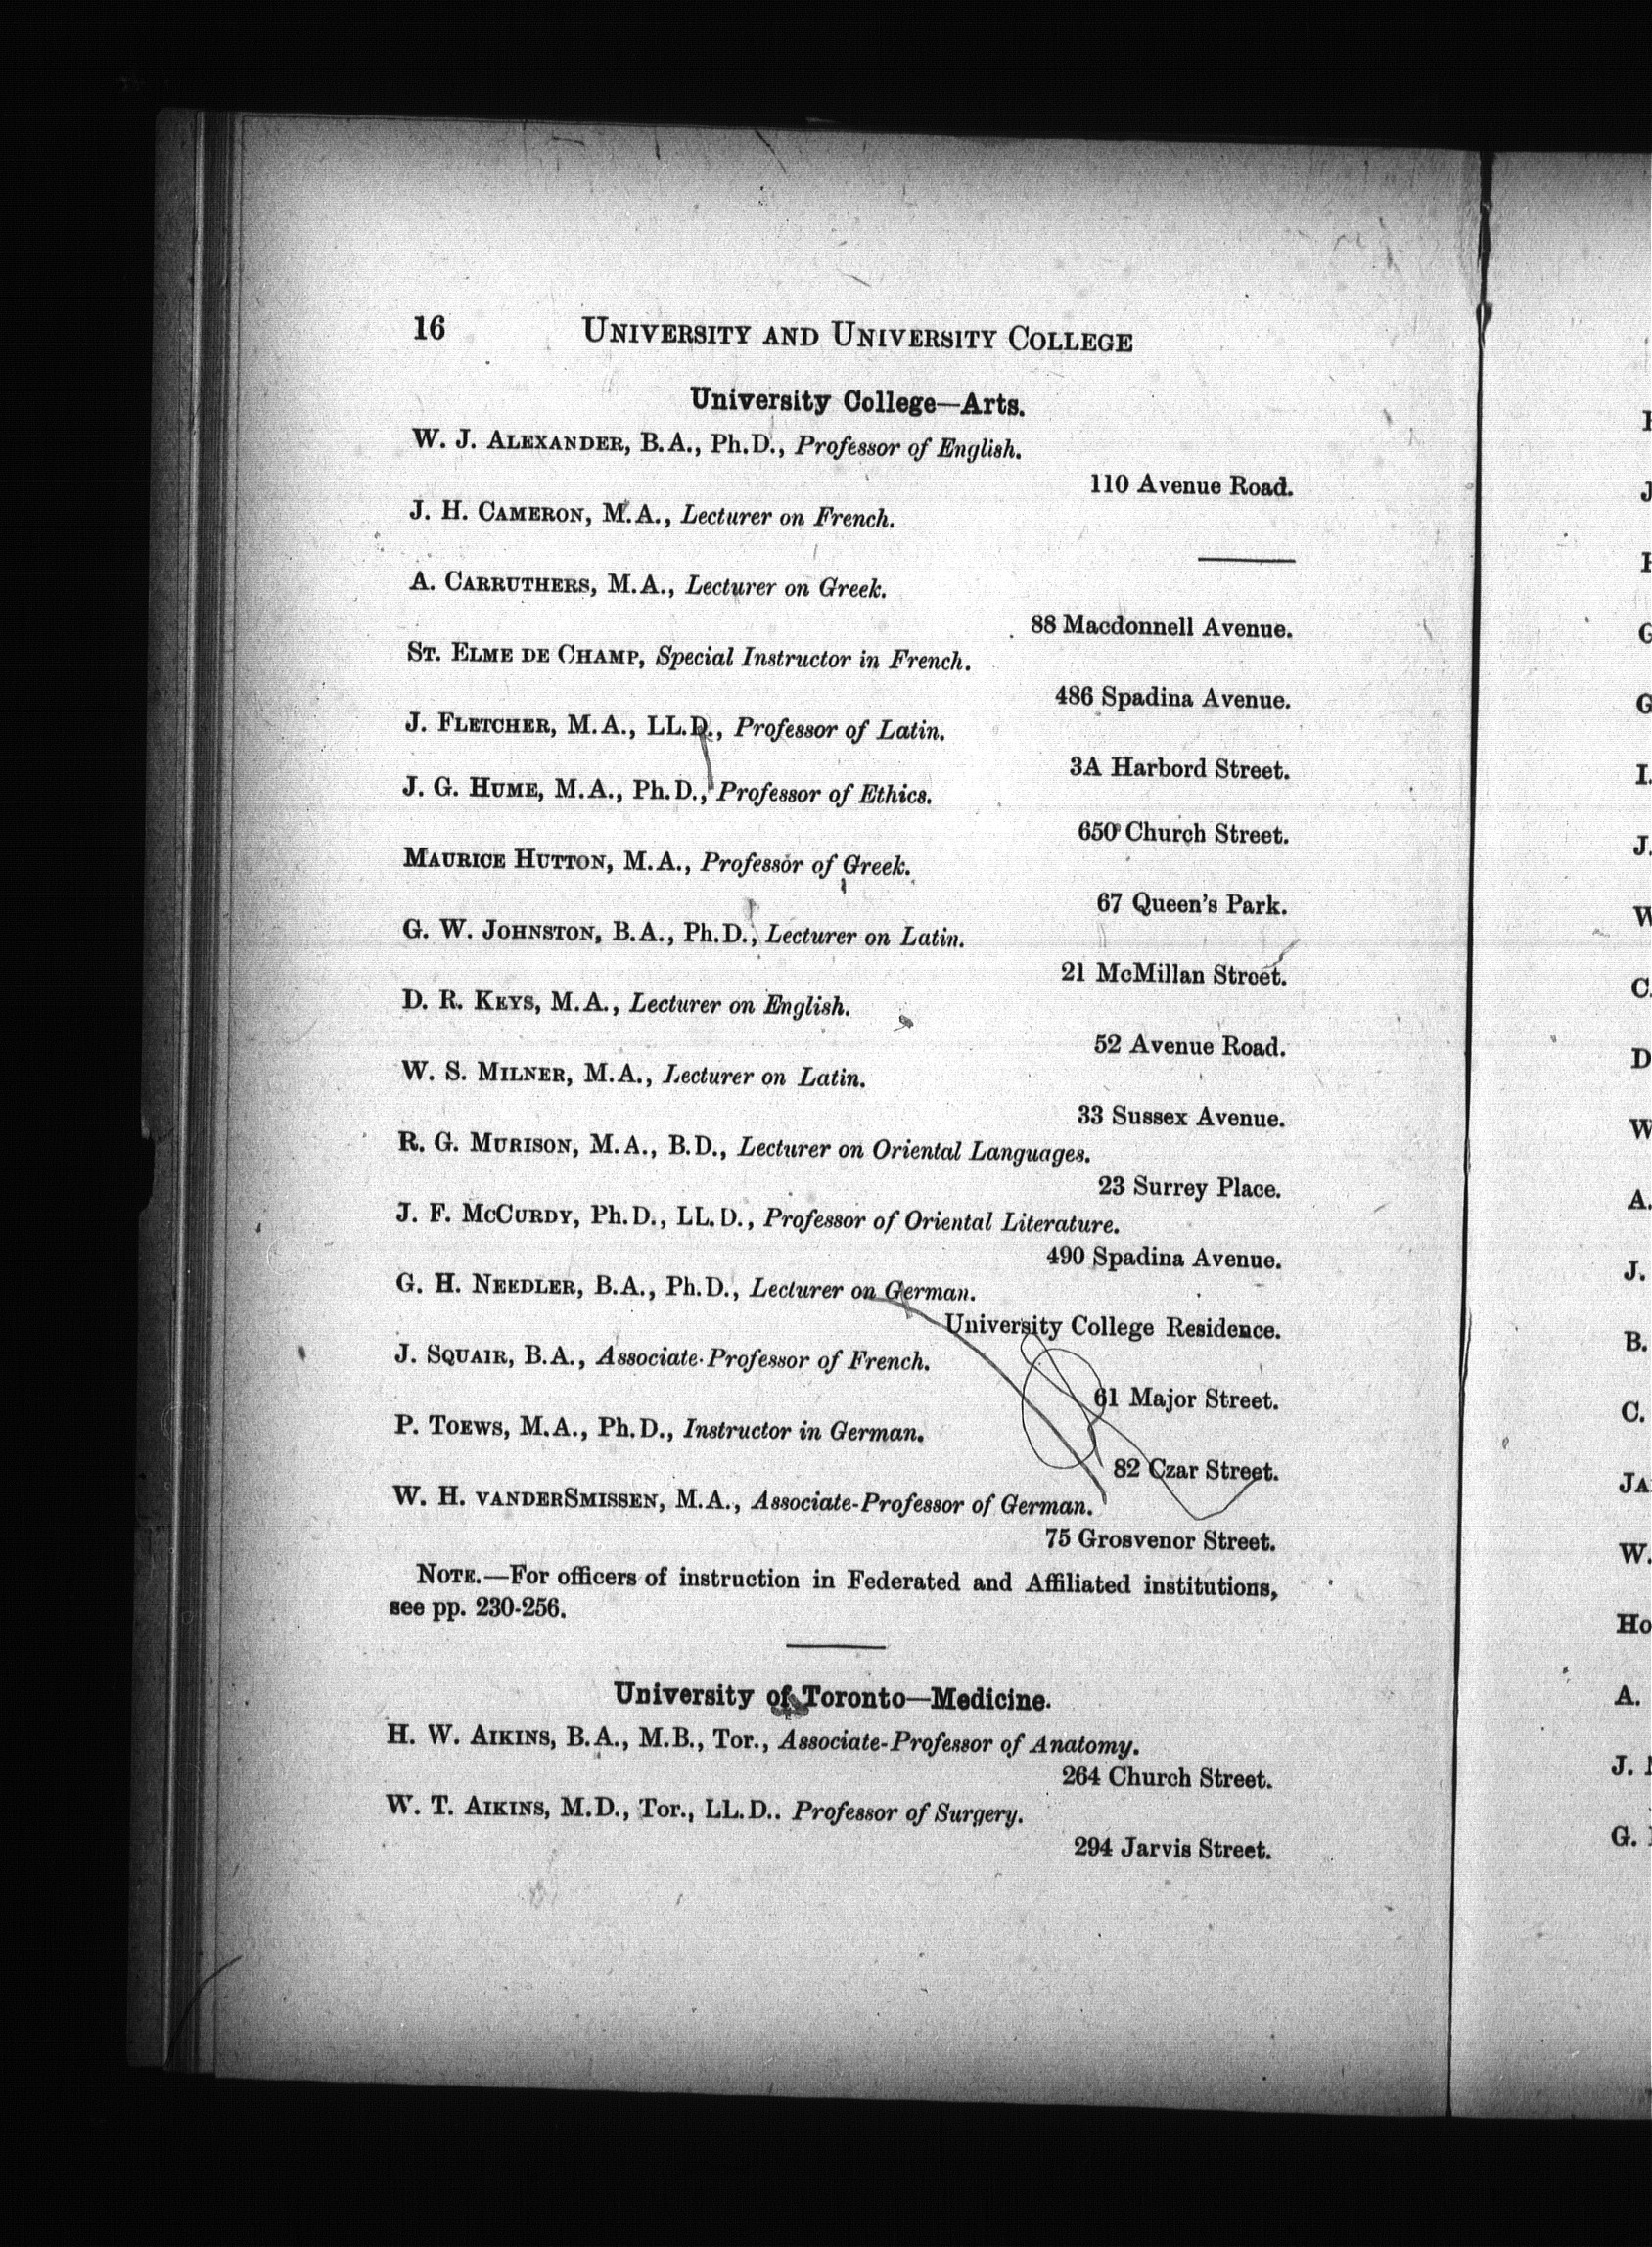 16 UNIVERSITY AND UNIVERSITY COLLEGE
University College—Arts.
W. J. ALEXANDER, B.A., Ph.D., Professor of English.
110 Avenue Road.
J. H. CAMERON, M.A., Lecturer on French.
A. CARRUTHERS, M.A., Lecturer on Greek.
88 Macdonnell Avenue.
ST. ELME DE CHAMP, Special Instructor in French.
486 Spadina Avenue.
J. FLETCHER, M.A., LL.D., Professor of Latin.
3A Harbord Street.
J. G. HUME, M.A., Ph.D., Professor of Ethics.
650 Church Street.
MAURICE HUTTON, M.A., Professor of Greek.
67 Queen's Park.
G. W. JOHNSTON, B.A., Ph.D., Lecturer on Latin.
21 McMillan Street.
D. R. KEYS, M.A., Lecturer on English.
52 Avenue Road.
W. S. MILNER, M.A., Lecturer on Latin.
33 Sussex Avenue.
R. G. MURISON, M.A., B.D., Lecturer on Oriental Languages.
23 Surrey Place.
J. F. MCCURDY, Ph.D., LL.D., Professor of Oriental Literature.
490 Spadina Avenue.
G. H. NEEDLER, B.A., Ph.D., Lecturer on German.
University College Residence.
J. SQUAIR, B.A., Associate-Professor of French.
61 Major Street.
P. TOEWS, M.A., Ph.D., Instructor in German.
82 Czar Street.
W. H. VANDERSMISSEN, M.A., Associate-Professor of German.
75 Grosvenor Street.
NOTE.—For officers of instruction in Federated and Affiliated institutions,
see pp. 230-256.
University of Toronto—Medicine.
H. W. AIKINS, B.A., M.B., Tor., Associate-Professor of Anatomy.
264 Church Street.
W. T. AIKINS, M.D., Tor., LL.D.. Professor of Surgery.
294 Jarvis Street.